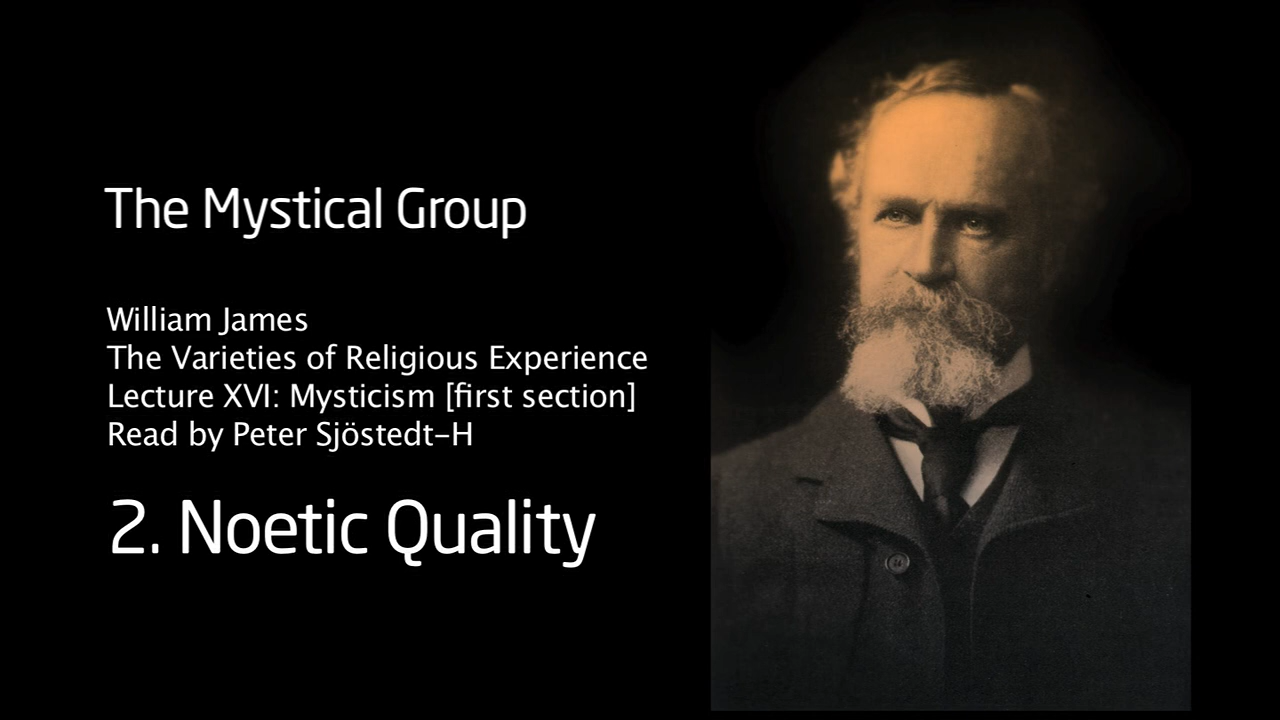 The Mystical Group
William James
The Varieties of Religious Experience
Lecture XVI: Mysticism [first section]
Read by Peter Sjöstedt-H
2. Noetic Quality